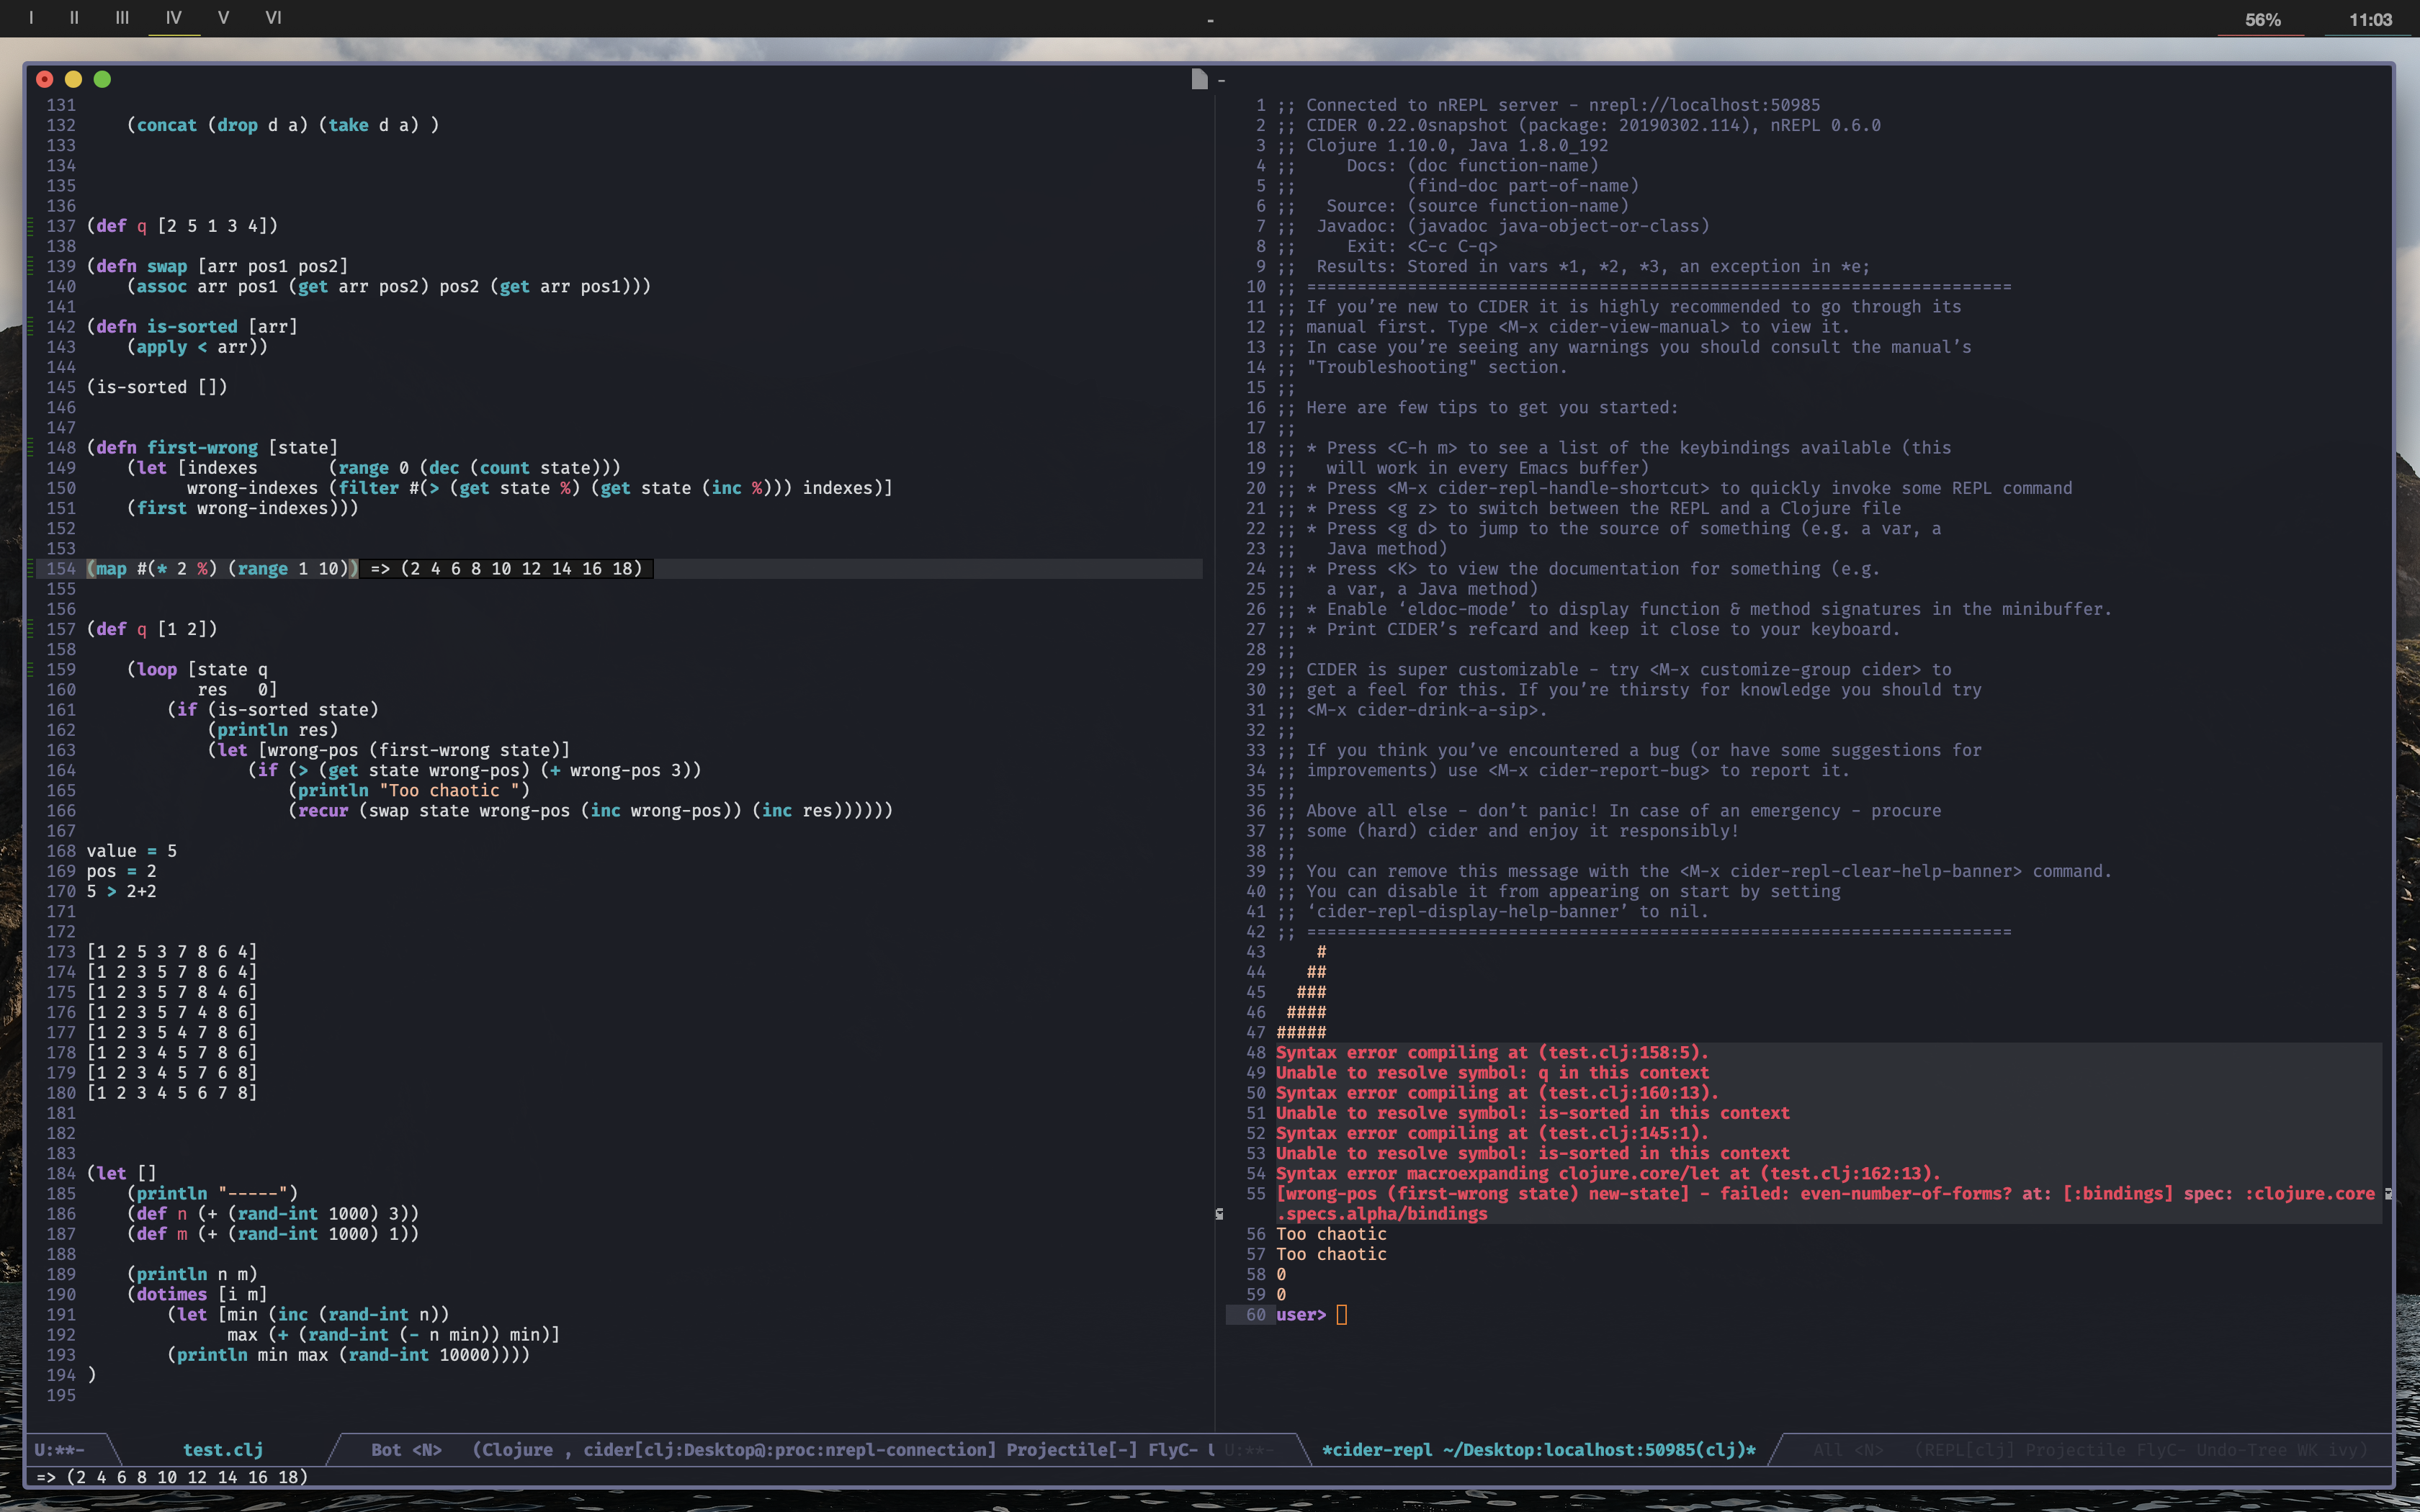 I II III IV V VI - 56% 11:03
-
131
132     (concat (drop d a) (take d a) )
133
134
135
136
137 (def q [2 5 1 3 4])
138
139 (defn swap [arr pos1 pos2]
140     (assoc arr pos1 (get arr pos2) pos2 (get arr pos1)))
141
142 (defn is-sorted [arr]
143     (apply < arr))
144
145 (is-sorted [])
146
147
148 (defn first-wrong [state]
149     (let [indexes       (range 0 (dec (count state)))
150           wrong-indexes (filter #(> (get state %) (get state (inc %))) indexes)]
151     (first wrong-indexes)))
152
153
154 (map #(* 2 %) (range 1 10)) => (2 4 6 8 10 12 14 16 18)
155
156
157 (def q [1 2])
158
159     (loop [state q
160            res   0]
161         (if (is-sorted state)
162             (println res)
163             (let [wrong-pos (first-wrong state)]
164                 (if (> (get state wrong-pos) (+ wrong-pos 3))
165                     (println "Too chaotic ")
166                     (recur (swap state wrong-pos (inc wrong-pos)) (inc res))))))
167
168 value = 5
169 pos = 2
170 5 > 2+2
171
172
173 [1 2 5 3 7 8 6 4]
174 [1 2 3 5 7 8 6 4]
175 [1 2 3 5 7 8 4 6]
176 [1 2 3 5 7 4 8 6]
177 [1 2 3 5 4 7 8 6]
178 [1 2 3 4 5 7 8 6]
179 [1 2 3 4 5 7 6 8]
180 [1 2 3 4 5 6 7 8]
181
182
183
184 (let []
185     (println "-----")
186     (def n (+ (rand-int 1000) 3))
187     (def m (+ (rand-int 1000) 1))
188
189     (println n m)
190     (dotimes [i m]
191         (let [min (inc (rand-int n))
192               max (+ (rand-int (- n min)) min)]
193         (println min max (rand-int 10000))))
194 )
195
U:**- test.clj Bot <N> (Clojure , cider[clj:Desktop@:proc:nrepl-connection] Projectile[-] FlyC- U
=> (2 4 6 8 10 12 14 16 18)
1 ;; Connected to nREPL server - nrepl://localhost:50985
2 ;; CIDER 0.22.0snapshot (package: 20190302.114), nREPL 0.6.0
3 ;; Clojure 1.10.0, Java 1.8.0_192
4 ;;     Docs: (doc function-name)
5 ;;           (find-doc part-of-name)
6 ;;   Source: (source function-name)
7 ;;  Javadoc: (javadoc java-object-or-class)
8 ;;     Exit: <C-c C-q>
9 ;;  Results: Stored in vars *1, *2, *3, an exception in *e;
10 ;; ======================================================================
11 ;; If you’re new to CIDER it is highly recommended to go through its
12 ;; manual first. Type <M-x cider-view-manual> to view it.
13 ;; In case you’re seeing any warnings you should consult the manual’s
14 ;; "Troubleshooting" section.
15 ;;
16 ;; Here are few tips to get you started:
17 ;;
18 ;; * Press <C-h m> to see a list of the keybindings available (this
19 ;;   will work in every Emacs buffer)
20 ;; * Press <M-x cider-repl-handle-shortcut> to quickly invoke some REPL command
21 ;; * Press <g z> to switch between the REPL and a Clojure file
22 ;; * Press <g d> to jump to the source of something (e.g. a var, a
23 ;;   Java method)
24 ;; * Press <K> to view the documentation for something (e.g.
25 ;;   a var, a Java method)
26 ;; * Enable ‘eldoc-mode’ to display function & method signatures in the minibuffer.
27 ;; * Print CIDER’s refcard and keep it close to your keyboard.
28 ;;
29 ;; CIDER is super customizable - try <M-x customize-group cider> to
30 ;; get a feel for this. If you’re thirsty for knowledge you should try
31 ;; <M-x cider-drink-a-sip>.
32 ;;
33 ;; If you think you’ve encountered a bug (or have some suggestions for
34 ;; improvements) use <M-x cider-report-bug> to report it.
35 ;;
36 ;; Above all else - don’t panic! In case of an emergency - procure
37 ;; some (hard) cider and enjoy it responsibly!
38 ;;
39 ;; You can remove this message with the <M-x cider-repl-clear-help-banner> command.
40 ;; You can disable it from appearing on start by setting
41 ;; ‘cider-repl-display-help-banner’ to nil.
42 ;; ======================================================================
43     #
44    ##
45   ###
46  ####
47 #####
48 Syntax error compiling at (test.clj:158:5).
49 Unable to resolve symbol: q in this context
50 Syntax error compiling at (test.clj:160:13).
51 Unable to resolve symbol: is-sorted in this context
52 Syntax error compiling at (test.clj:145:1).
53 Unable to resolve symbol: is-sorted in this context
54 Syntax error macroexpanding clojure.core/let at (test.clj:162:13).
55 [wrong-pos (first-wrong state) new-state] - failed: even-number-of-forms? at: [:bindings] spec: :clojure.core
.specs.alpha/bindings
56 Too chaotic
57 Too chaotic
58 0
59 0
60 user>
U:**- *cider-repl ~/Desktop:localhost:50985(clj)* All <N> (REPL[clj] Projectile FlyC- Undo-Tree WK ivy)